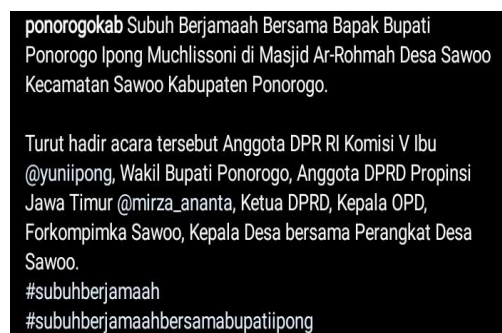 ponorogokab Subuh Berjamaah Bersama Bapak Bupati
Ponorogo Ipong Muchlissoni di Masjid Ar-Rohmah Desa Sawoo
Kecamatan Sawoo Kabupaten Ponorogo.
Turut hadir acara tersebut Anggota DPR RI Komisi V Ibu
@yuniipong, Wakil Bupati Ponorogo, Anggota DPRD Propinsi
Jawa Timur @mirza_ananta, Ketua DPRD, Kepala OPD,
Forkompimka Sawoo, Kepala Desa bersama Perangkat Desa
Sawoo.
#subuhberjamaah
#subuhberjamaahbersamabupatiipong